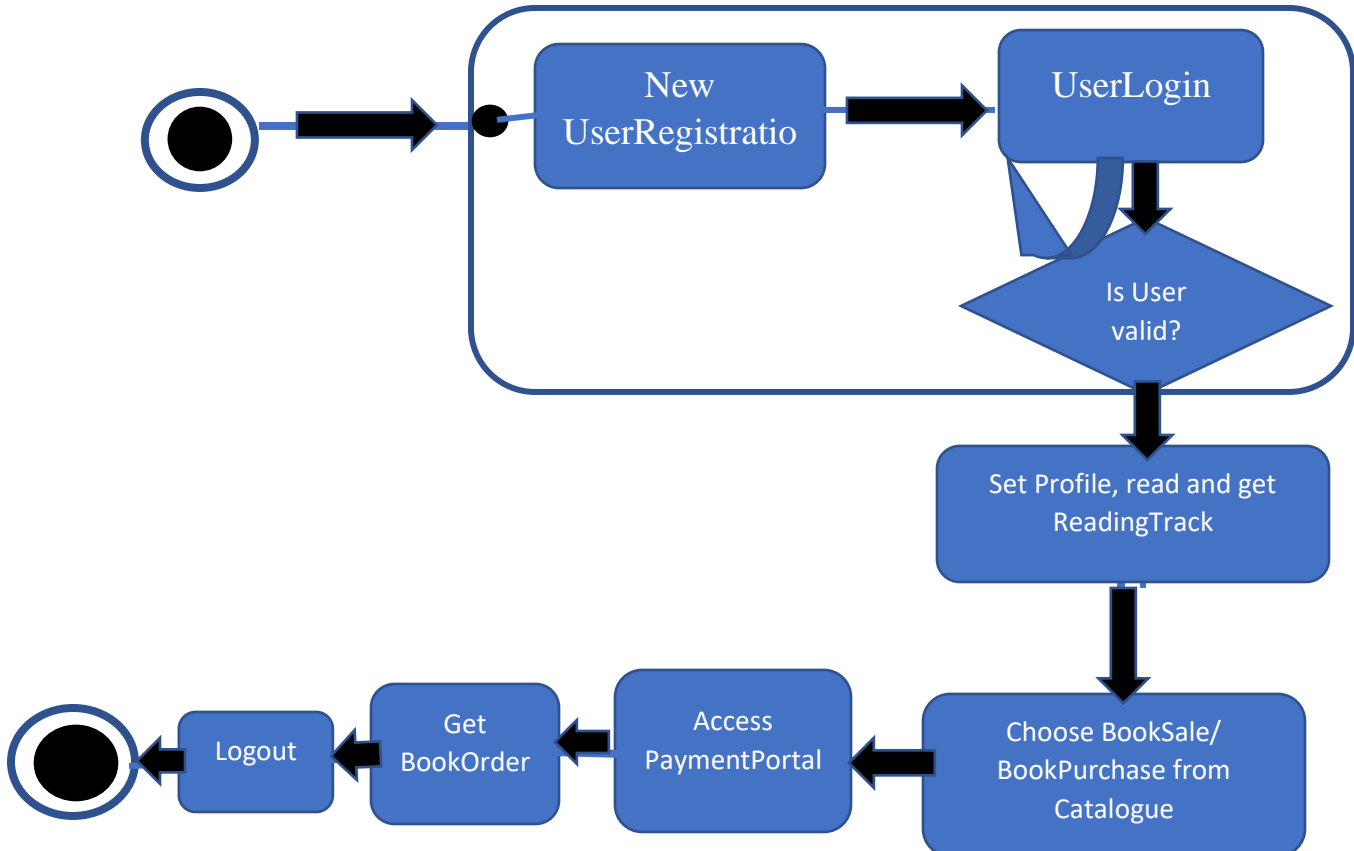 New
UserRegistratio
UserLogin
Is User
valid?
Set Profile, read and get
ReadingTrack
Choose BookSale/
BookPurchase from
Catalogue
Access
PaymentPortal
Get
BookOrder
Logout